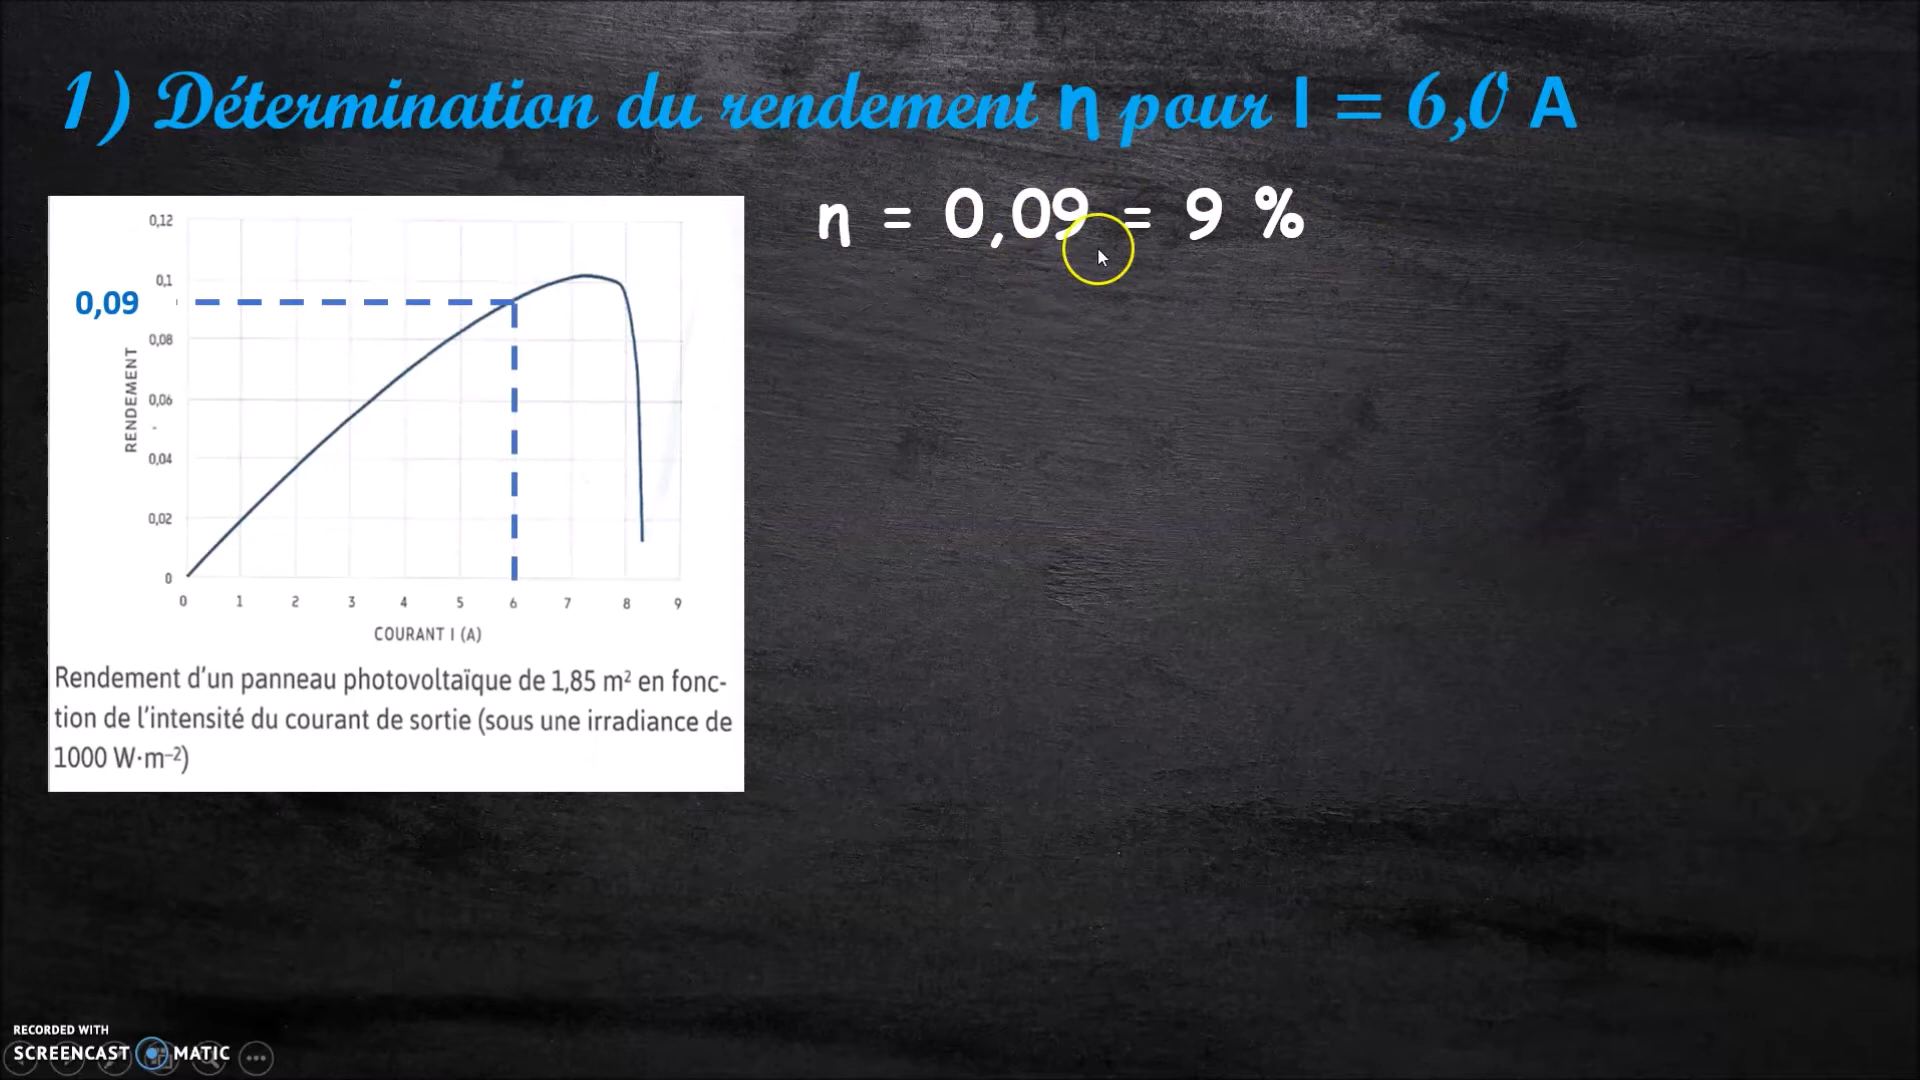 1) Détermination du rendement η pour I = 6,0 A
η = 0,09 = 9 %
0,12
0,1
0,09
0,08
RENDEMENT
0,06
0,04
0,02
0
0 1 2 3 4 5 6 7 8 9
COURANT I (A)
Rendement d'un panneau photovoltaïque de 1,85 m² en fonc-
tion de l'intensité du courant de sortie (sous une irradiance de
1000 W·m⁻²)
RECORDED WITH
SCREENCAST MATIC